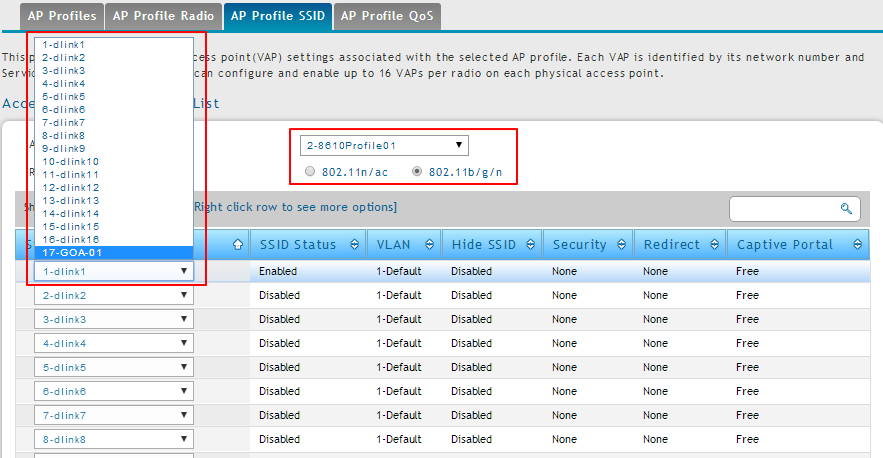 AP Profiles AP Profile Radio AP Profile SSID AP Profile QoS
This p cess point(VAP) settings associated with the selected AP profile. Each VAP is identified by its network number and
Servic can configure and enable up to 16 VAPs per radio on each physical access point.
Acce List
1-dlink1
2-dlink2
3-dlink3
4-dlink4
5-dlink5
6-dlink6
7-dlink7
8-dlink8
9-dlink9
10-dlink10
11-dlink11
12-dlink12
13-dlink13
14-dlink14
15-dlink15
16-dlink16
17-GOA-01
2-8610Profile01
802.11n/ac 802.11b/g/n
Sh Right click row to see more options]
S SSID Status VLAN Hide SSID Security Redirect Captive Portal
1-dlink1 Enabled 1-Default Disabled None None Free
2-dlink2 Disabled 1-Default Disabled None None Free
3-dlink3 Disabled 1-Default Disabled None None Free
4-dlink4 Disabled 1-Default Disabled None None Free
5-dlink5 Disabled 1-Default Disabled None None Free
6-dlink6 Disabled 1-Default Disabled None None Free
7-dlink7 Disabled 1-Default Disabled None None Free
8-dlink8 Disabled 1-Default Disabled None None Free